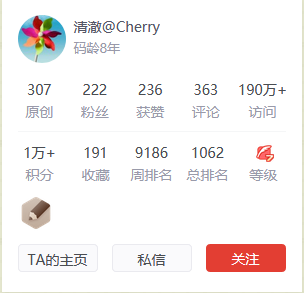 清澈@Cherry
码龄8年
307 222 236 363 190万+
原创 粉丝 获赞 评论 访问
1万+ 191 9186 1062
积分 收藏 周排名 总排名 等级
TA的主页 私信 关注